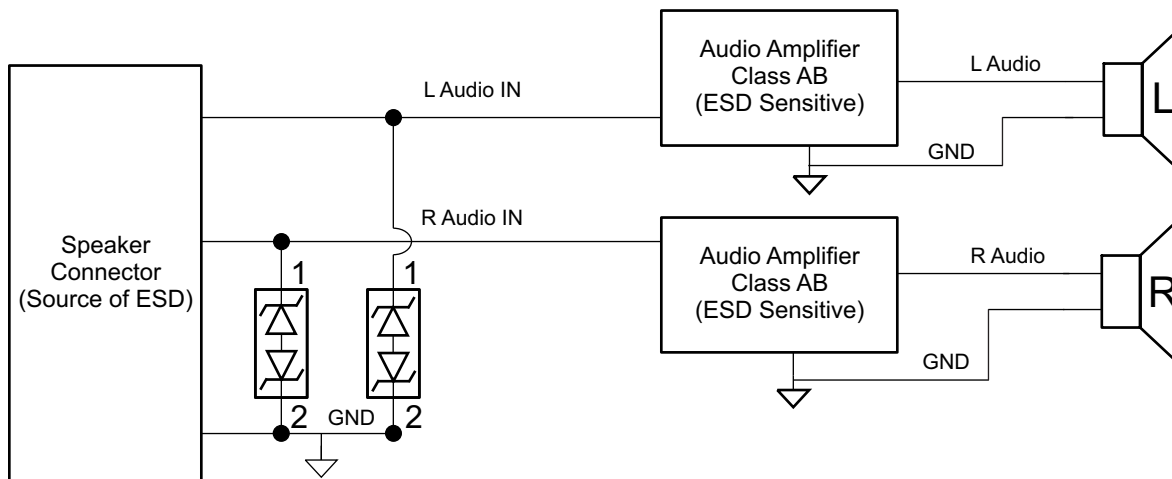 Audio Amplifier
Class AB
(ESD Sensitive)
L Audio
L
L Audio IN
GND
R Audio IN
Speaker
Connector
(Source of ESD)
1
1
Audio Amplifier
Class AB
(ESD Sensitive)
R Audio
R
GND
2
GND
2